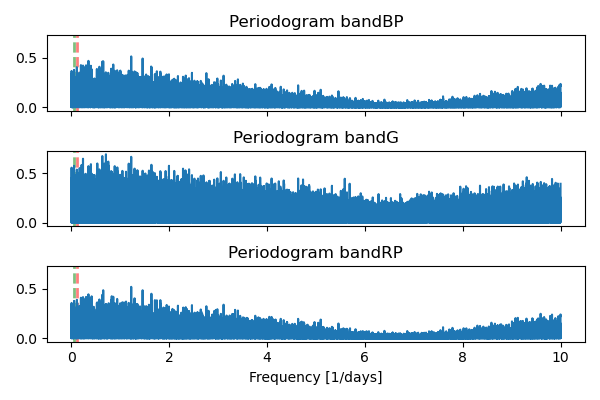 Periodogram bandBP
0.5
0.0
Periodogram bandG
0.5
0.0
Periodogram bandRP
0.5
0.0
0 2 4 6 8 10
Frequency [1/days]